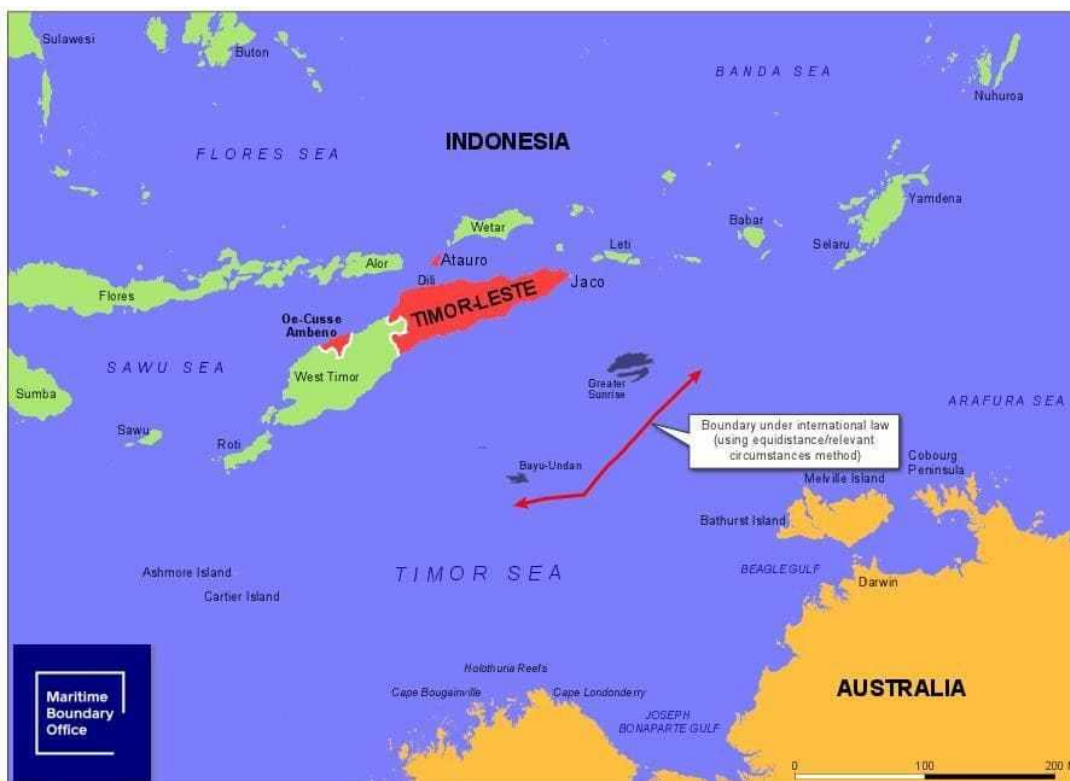 Sulawesi
Buton
BANDA SEA
Nuhuroa
FLORES SEA
INDONESIA
Yamdena
Wetar
Babar
Leti
Selaru
Alor
Atauro
Dili
Jaco
Flores
TIMOR-LESTE
Oe-Cusse
Ambeno
SAWU SEA
West Timor
Greater
Sunrise
Sumba
ARAFURA SEA
Sawu
Roti
Boundary under international law
(using equidistance/relevant
circumstances method)
Bayu-Undan
Cobourg
Peninsula
Melville Island
Bathurst Island
TIMOR SEA
Ashmore Island
Cartier Island
BEAGLE GULF
Darwin
Holothuria Reefs
Cape Bougainville
Cape Londonderry
AUSTRALIA
JOSEPH
BONAPARTE GULF
Maritime
Boundary
Office
0 100 200